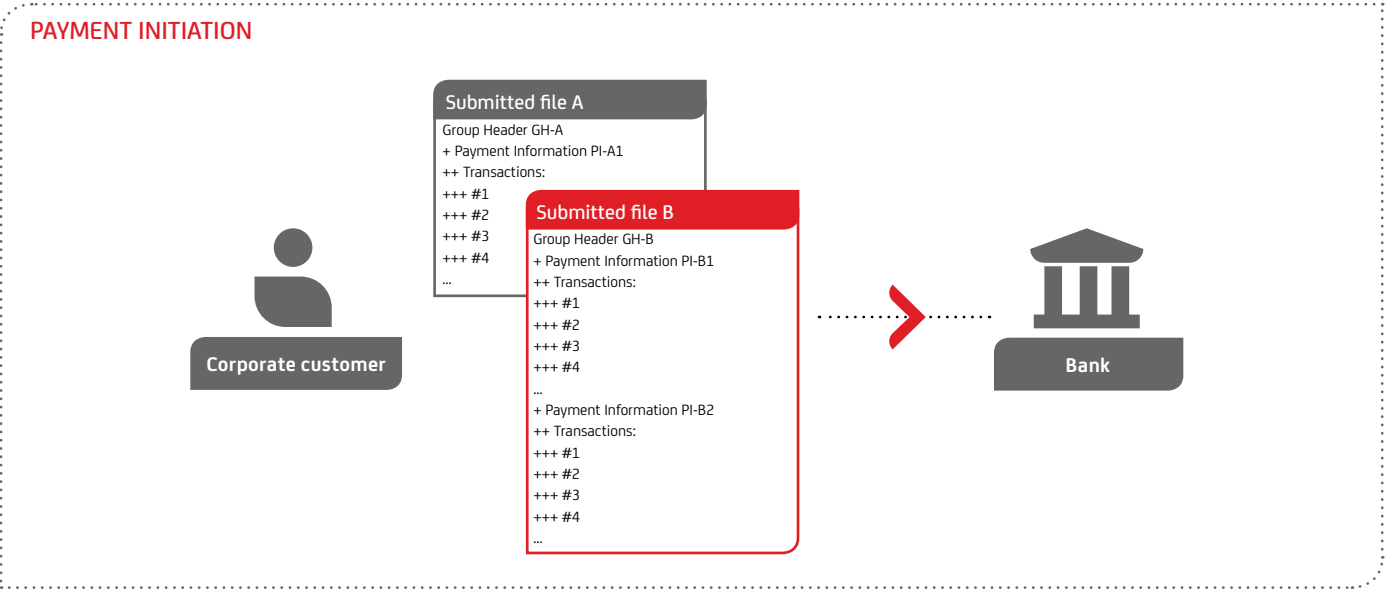 PAYMENT INITIATION
Submitted file A
Group Header GH-A
+ Payment Information PI-A1
++ Transactions:
+++ #1
+++ #2
+++ #3
+++ #4
...
Submitted file B
Group Header GH-B
+ Payment Information PI-B1
++ Transactions:
+++ #1
+++ #2
+++ #3
+++ #4
...
+ Payment Information PI-B2
++ Transactions:
+++ #1
+++ #2
+++ #3
+++ #4
...
Corporate customer
Bank